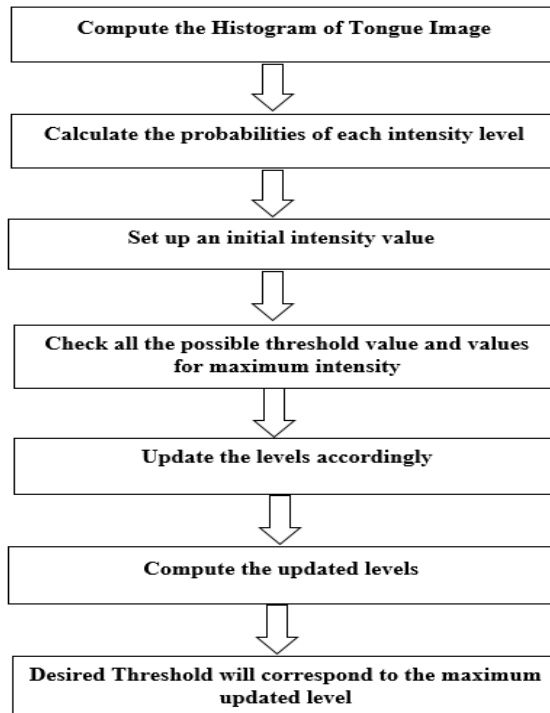 Compute the Histogram of Tongue Image
Calculate the probabilities of each intensity level
Set up an initial intensity value
Check all the possible threshold value and values
for maximum intensity
Update the levels accordingly
Compute the updated levels
Desired Threshold will correspond to the maximum
updated level